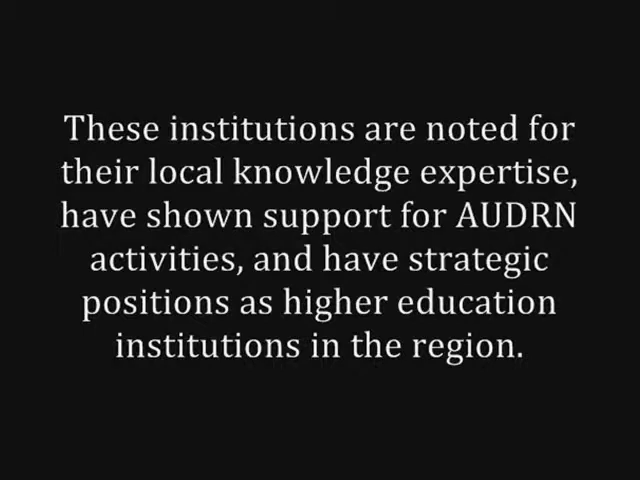 These institutions are noted for
their local knowledge expertise,
have shown support for AUDRN
activities, and have strategic
positions as higher education
institutions in the region.